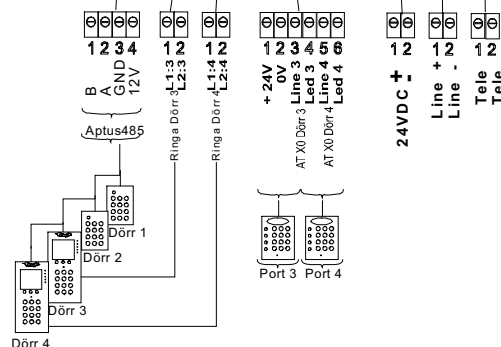 1 2 3 4
1 2
1 2
1 2 3 4 5 6
1 2
1 2
1 2
B
A
GND
12V
L1:3
L2:3
L1:4
L2:4
+ 24V
0V
Line 3
Led 3
Line 4
Led 4
24VDC + -
Line +
Line -
Tele
Tele
Aptus485
Ringa Dörr 3
Ringa Dörr 4
AT X0 Dörr 3
AT X0 Dörr 4
Dörr 1
Dörr 2
Dörr 3
Dörr 4
Port 3
Port 4